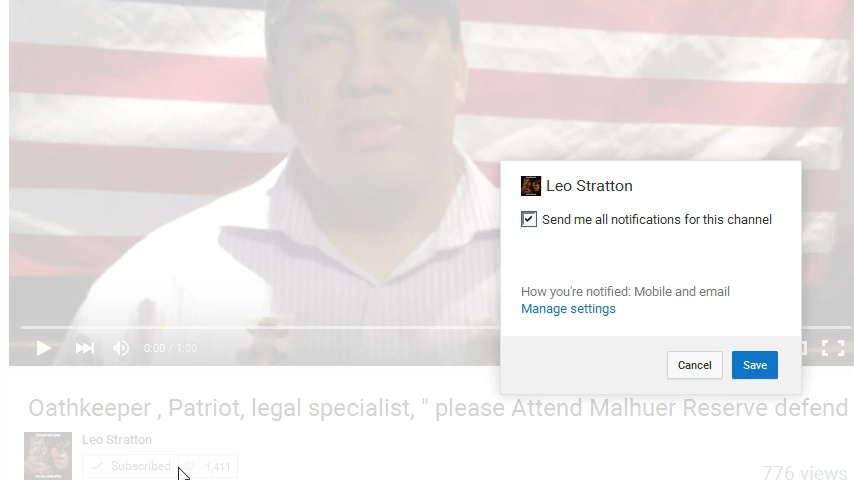 Leo Stratton
Send me all notifications for this channel
How you're notified: Mobile and email
Manage settings
0:00 / 1:00
Cancel
Save
Oathkeeper , Patriot, legal specialist, " please Attend Malhuer Reserve defend
Leo Stratton
Subscribed
1,411
776 views